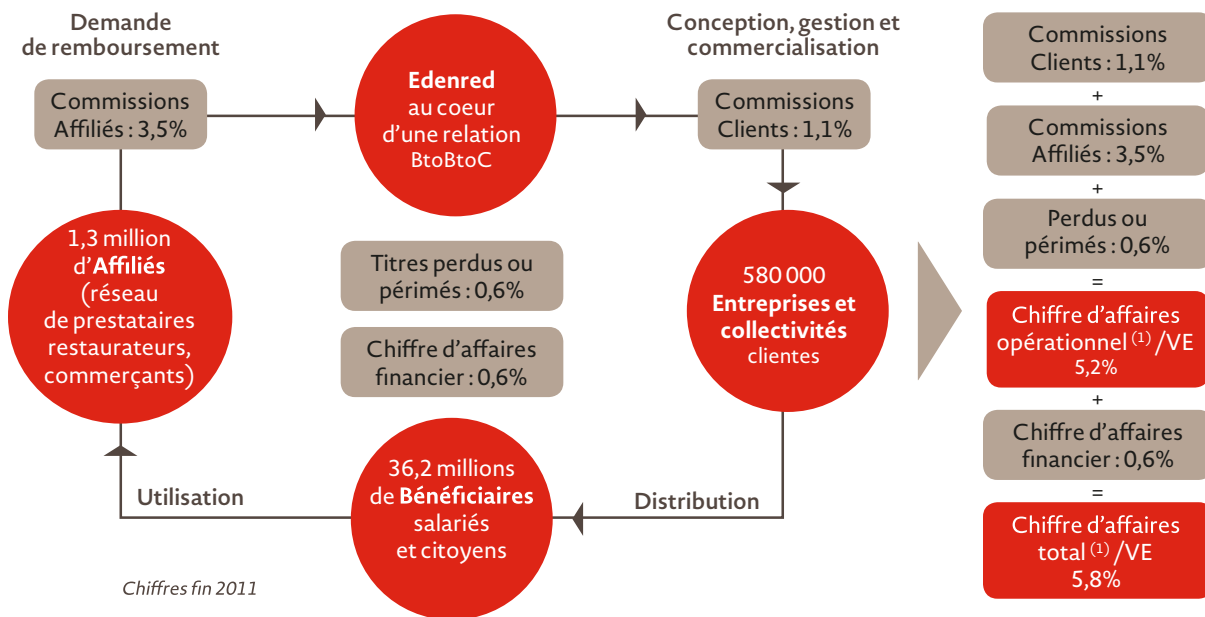 Demande
de remboursement
Commissions
Affiliés : 3,5%
Edenred
au coeur
d'une relation
BtoBtoC
Conception, gestion et
commercialisation
Commissions
Clients : 1,1%
1,3 million
d'Affiliés
(réseau
de prestataires
restaurateurs,
commerçants)
Titres perdus ou
périmés : 0,6%
Chiffre d'affaires
financier : 0,6%
580 000
Entreprises et
collectivités
clientes
36,2 millions
de Bénéficiaires
salariés
et citoyens
Utilisation
Distribution
Chiffres fin 2011
Commissions
Clients : 1,1%
+
Commissions
Affiliés : 3,5%
+
Perdus ou
périmés : 0,6%
=
Chiffre d'affaires
opérationnel (1) /VE
5,2%
+
Chiffre d'affaires
financier : 0,6%
=
Chiffre d'affaires
total (1) /VE
5,8%